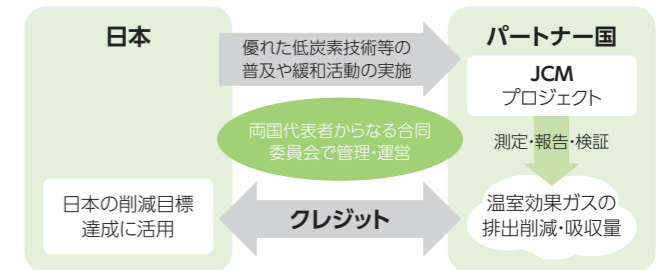 日本
優れた低炭素技術等の
普及や緩和活動の実施
パートナー国
JCM
プロジェクト
両国代表者からなる合同
委員会で管理・運営
測定・報告・検証
日本の削減目標
達成に活用
クレジット
温室効果ガスの
排出削減・吸収量